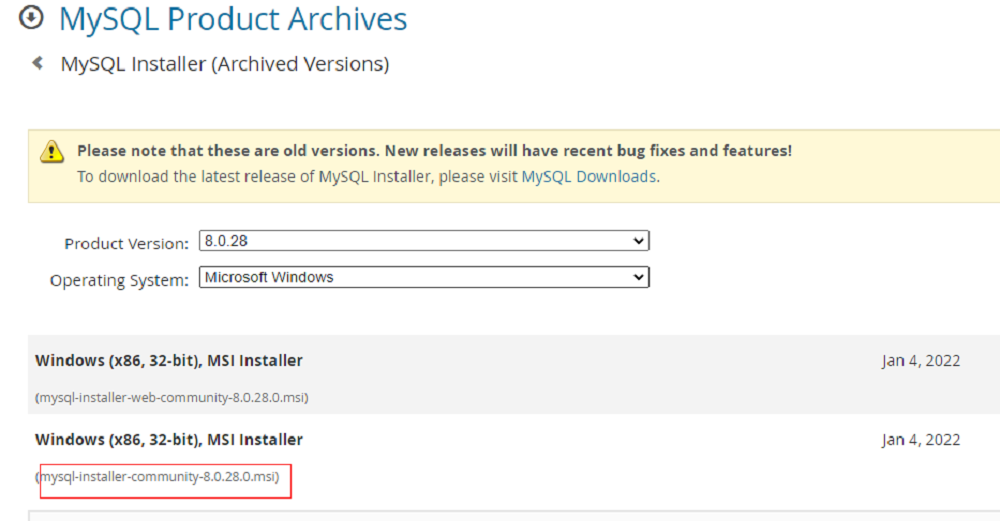 MySQL Product Archives
MySQL Installer (Archived Versions)
Please note that these are old versions. New releases will have recent bug fixes and features!
To download the latest release of MySQL Installer, please visit MySQL Downloads.
Product Version: 8.0.28
Operating System: Microsoft Windows
Windows (x86, 32-bit), MSI Installer Jan 4, 2022
(mysql-installer-web-community-8.0.28.0.msi)
Windows (x86, 32-bit), MSI Installer Jan 4, 2022
(mysql-installer-community-8.0.28.0.msi)